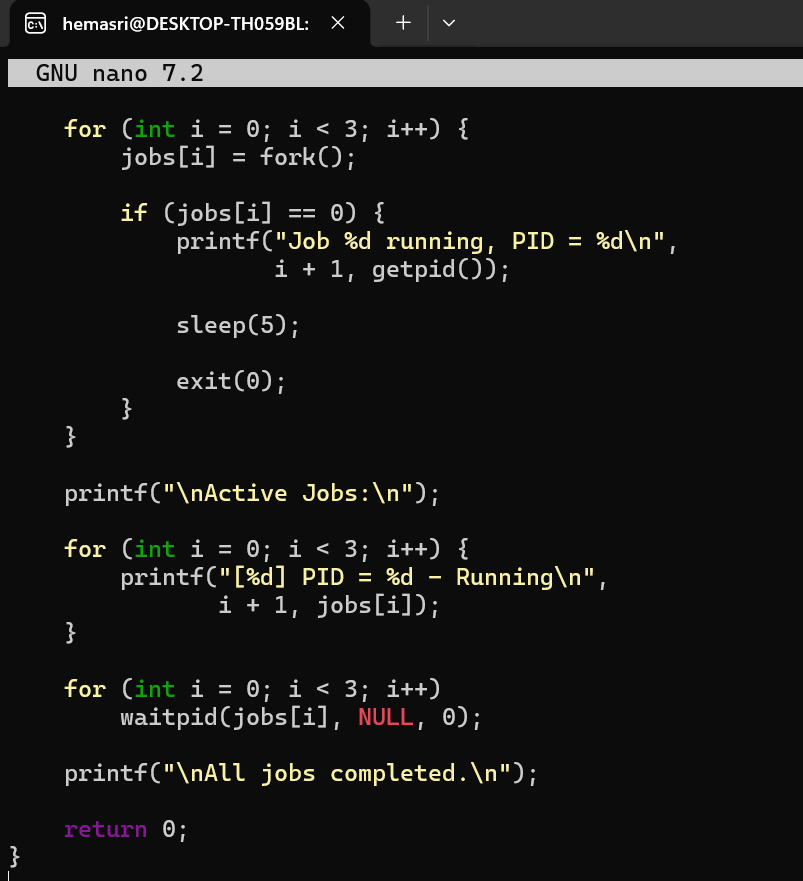 hemasri@DESKTOP-TH059BL:
GNU nano 7.2
for (int i = 0; i < 3; i++) {
jobs[i] = fork();
if (jobs[i] == 0) {
printf("Job %d running, PID = %d\n",
i + 1, getpid());
sleep(5);
exit(0);
}
}
printf("\nActive Jobs:\n");
for (int i = 0; i < 3; i++) {
printf("[%d] PID = %d - Running\n",
i + 1, jobs[i]);
}
for (int i = 0; i < 3; i++)
waitpid(jobs[i], NULL, 0);
printf("\nAll jobs completed.\n");
return 0;
}